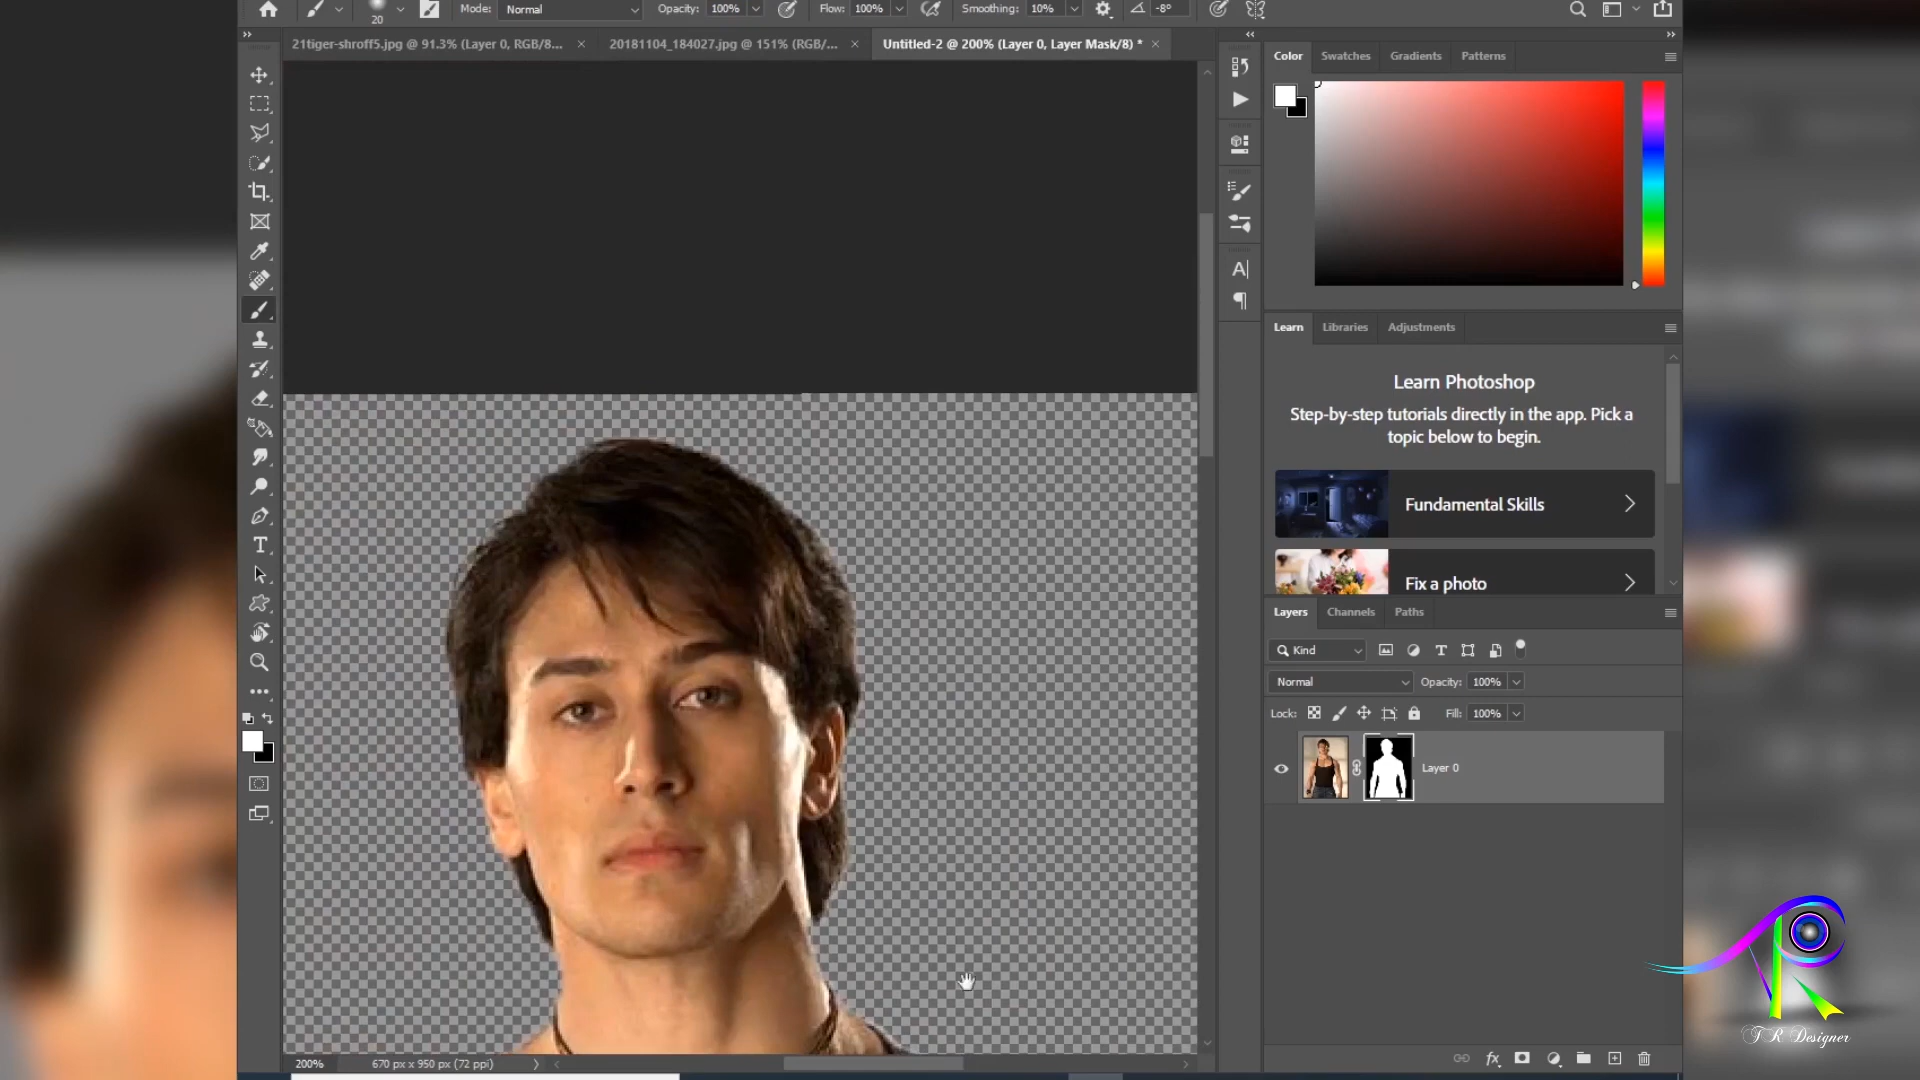 20
Mode: Normal
Opacity: 100%
Flow: 100%
Smoothing: 10%
-8°
21tiger-shroff5.jpg @ 91.3% (Layer 0, RGB/8...
20181104_184027.jpg @ 151% (RGB/...
Untitled-2 @ 200% (Layer 0, Layer Mask/8) *
Color Swatches Gradients Patterns
Learn Libraries Adjustments
Learn Photoshop
Step-by-step tutorials directly in the app. Pick a
topic below to begin.
Fundamental Skills
Fix a photo
Layers Channels Paths
Kind
Normal
Opacity: 100%
Lock:
Fill: 100%
Layer 0
200%
670 px x 950 px (72 ppi)
fx
T R Designer